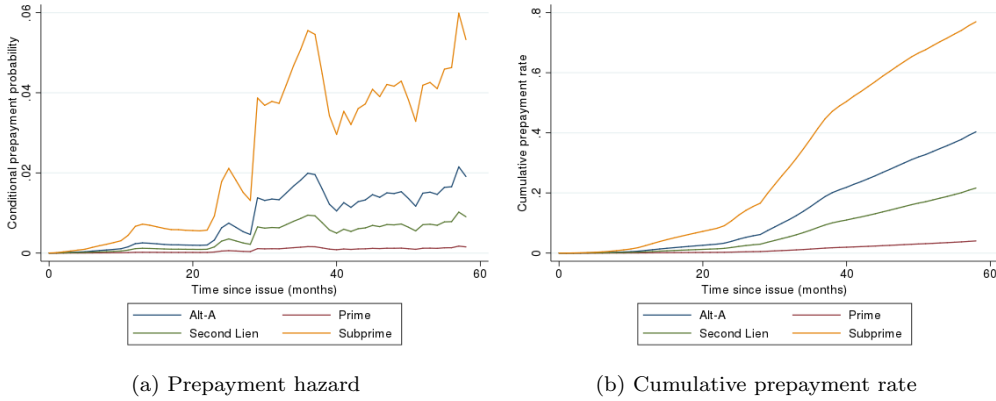 Conditional prepayment probability
.06
.04
.02
0
0 20 40 60
Time since issue (months)
Alt-A Prime
Second Lien Subprime
(a) Prepayment hazard
Cumulative prepayment rate
.8
.6
.4
.2
0
0 20 40 60
Time since issue (months)
Alt-A Prime
Second Lien Subprime
(b) Cumulative prepayment rate